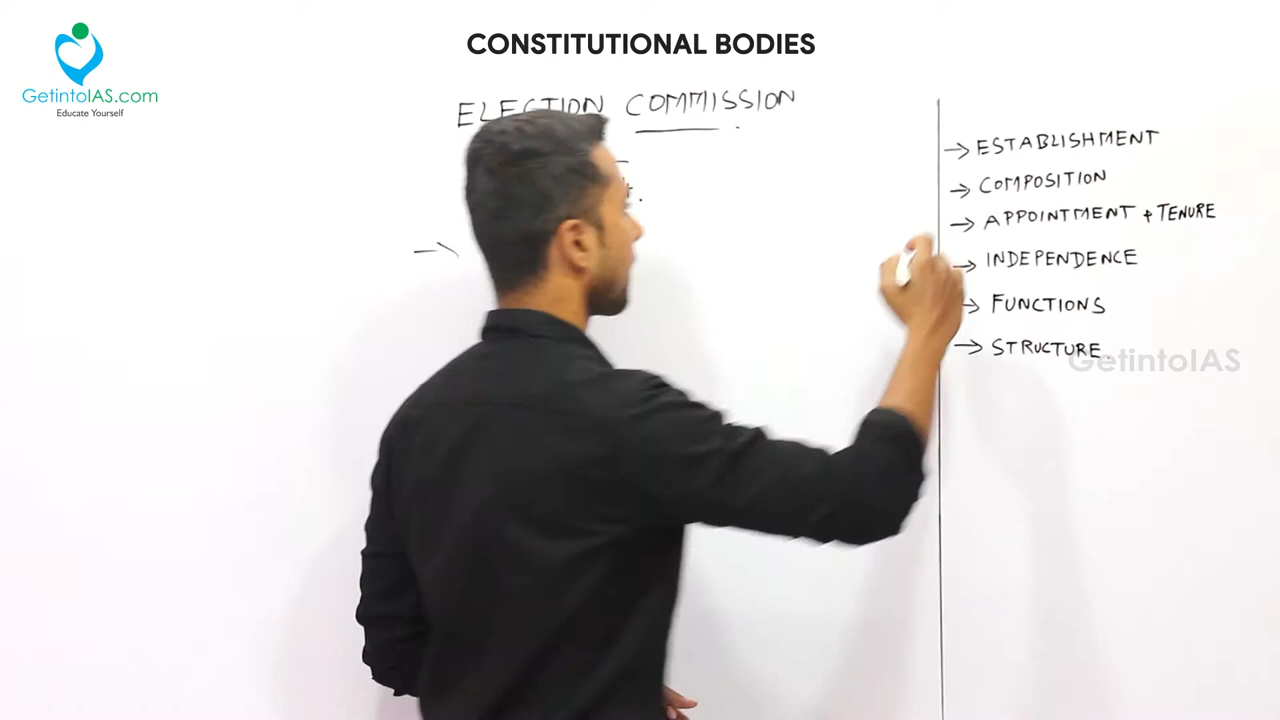 CONSTITUTIONAL BODIES
GetintoIAS.com
Educate Yourself
ELECTION COMMISSION
→ ESTABLISHMENT
→ COMPOSITION
→ APPOINTMENT + TENURE
→ INDEPENDENCE
→ FUNCTIONS
→ STRUCTURE.
GetintoIAS